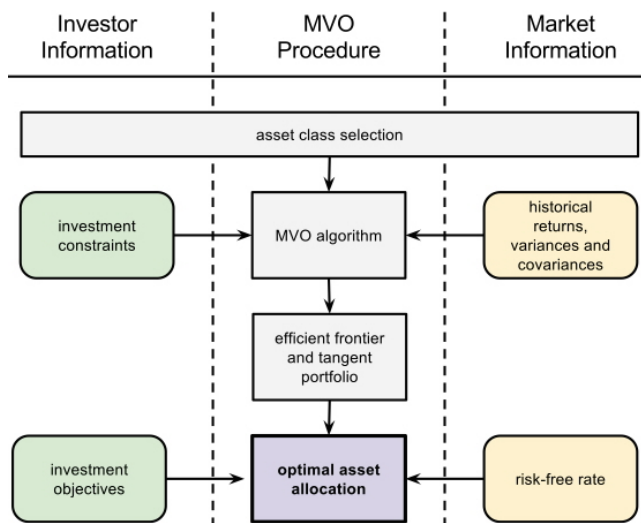 Investor
Information
MVO
Procedure
Market
Information
asset class selection
investment
constraints
MVO algorithm
historical
returns,
variances and
covariances
efficient frontier
and tangent
portfolio
investment
objectives
optimal asset
allocation
risk-free rate